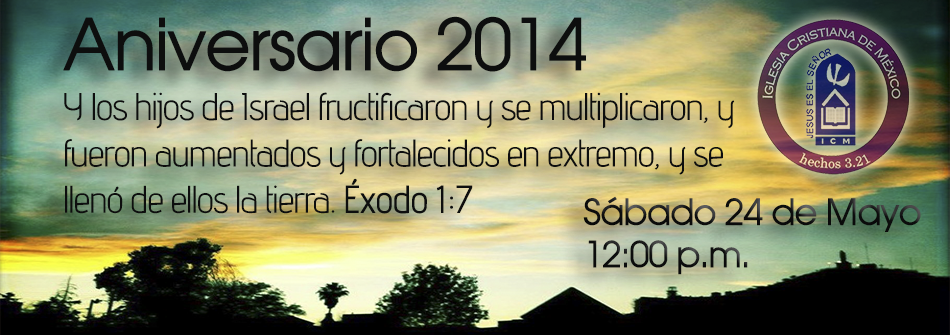 Aniversario 2014
Y los hijos de Israel fructificaron y se multiplicaron, y
fueron aumentados y fortalecidos en extremo, y se
llenó de ellos la tierra. Éxodo 1:7
Sábado 24 de Mayo
12:00 p.m.
IGLESIA CRISTIANA DE MÉXICO
JESUS ES EL SEÑOR
ICM
hechos 3.21